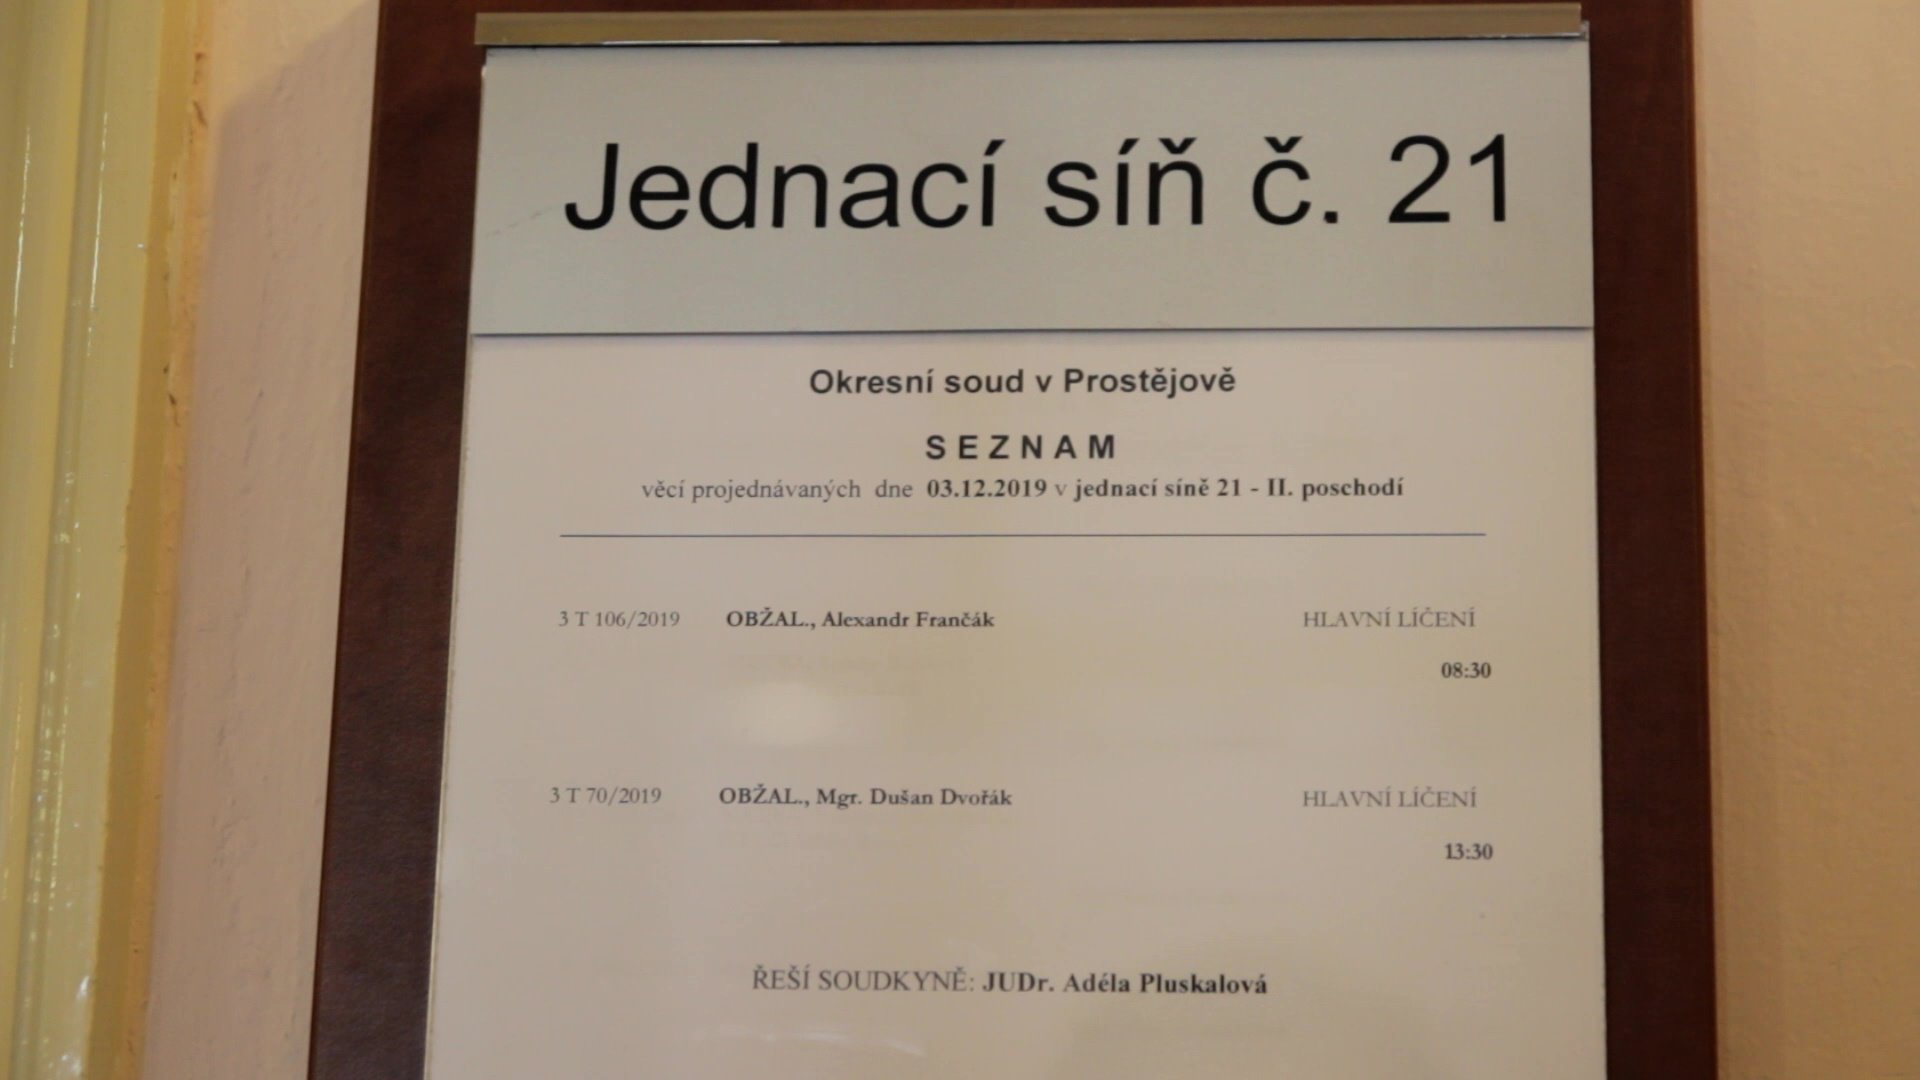 Jednací síň č. 21
Okresní soud v Prostějově
SEZNAM
věcí projednávaných dne 03.12.2019 v jednací síně 21 - II. poschodí
3 T 106/2019 OBŽAL., Alexandr Frančák HLAVNÍ LÍČENÍ
08:30
3 T 70/2019 OBŽAL., Mgr. Dušan Dvořák HLAVNÍ LÍČENÍ
13:30
ŘEŠÍ SOUDKYNĚ: JUDr. Adéla Pluskalová